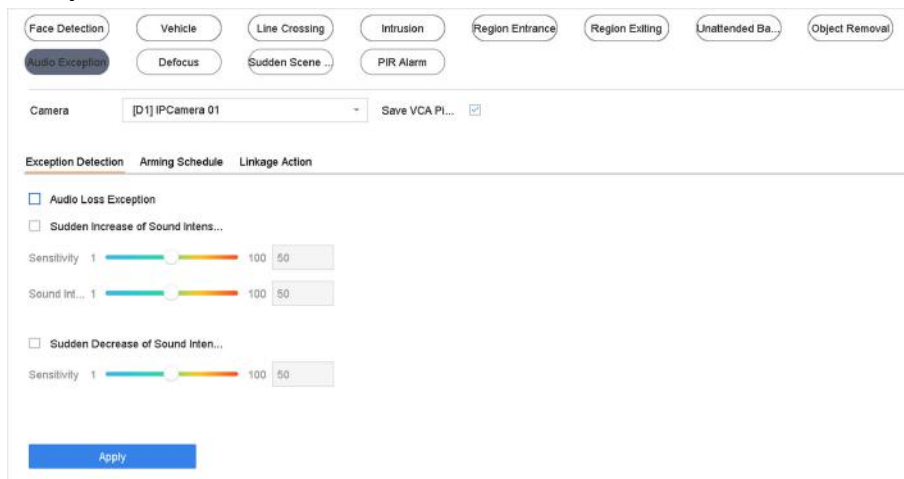 Face Detection Vehicle Line Crossing Intrusion Region Entrance Region Exiting Unattended Ba... Object Removal
Audio Exception Defocus Sudden Scene ... PIR Alarm
Camera [D1] IPCamera 01 Save VCA Pi...
Exception Detection Arming Schedule Linkage Action
Audio Loss Exception
Sudden Increase of Sound Intens...
Sensitivity 1 100 50
Sound Int... 1 100 50
Sudden Decrease of Sound Inten...
Sensitivity 1 100 50
Apply